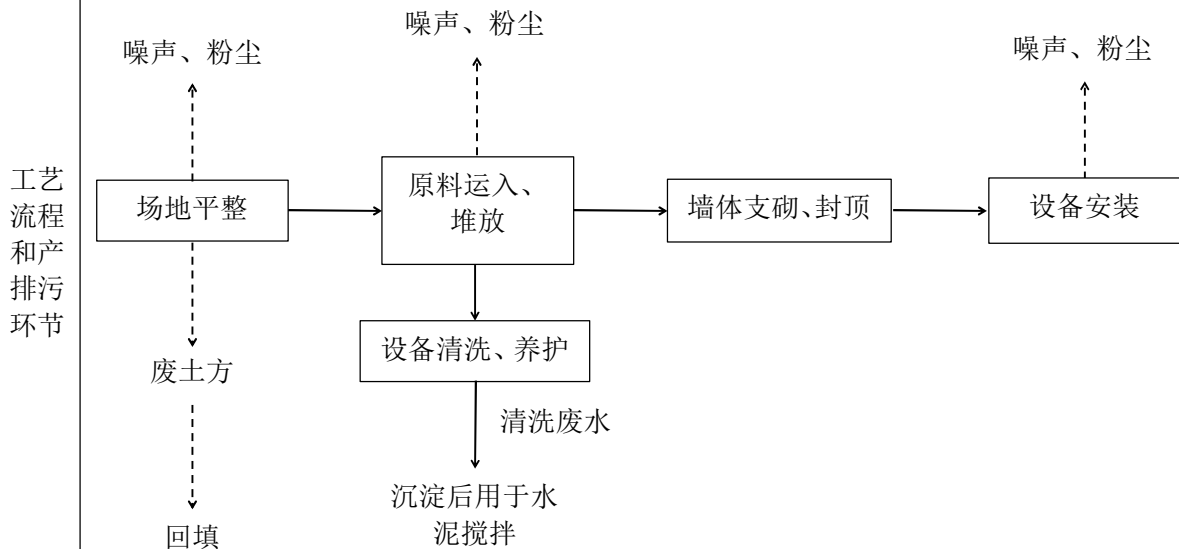 工艺
流程
和产
排污
环节
噪声、粉尘
噪声、粉尘
噪声、粉尘
场地平整
原料运入、
堆放
墙体支砌、封顶
设备安装
设备清洗、养护
废土方
清洗废水
沉淀后用于水
泥搅拌
回填